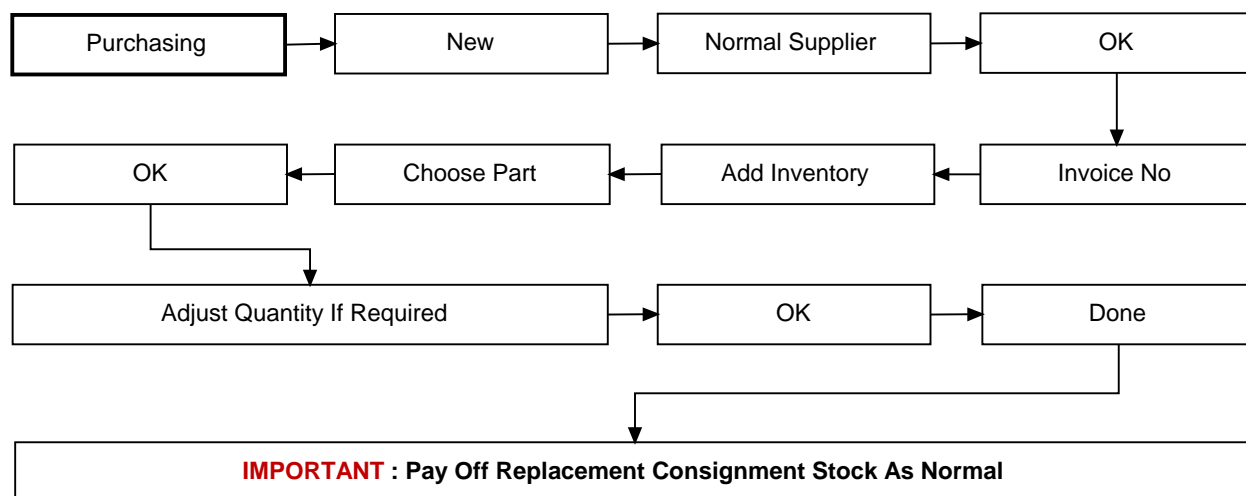 Purchasing
New
Normal Supplier
OK
Invoice No
Add Inventory
Choose Part
OK
Adjust Quantity If Required
OK
Done
IMPORTANT : Pay Off Replacement Consignment Stock As Normal